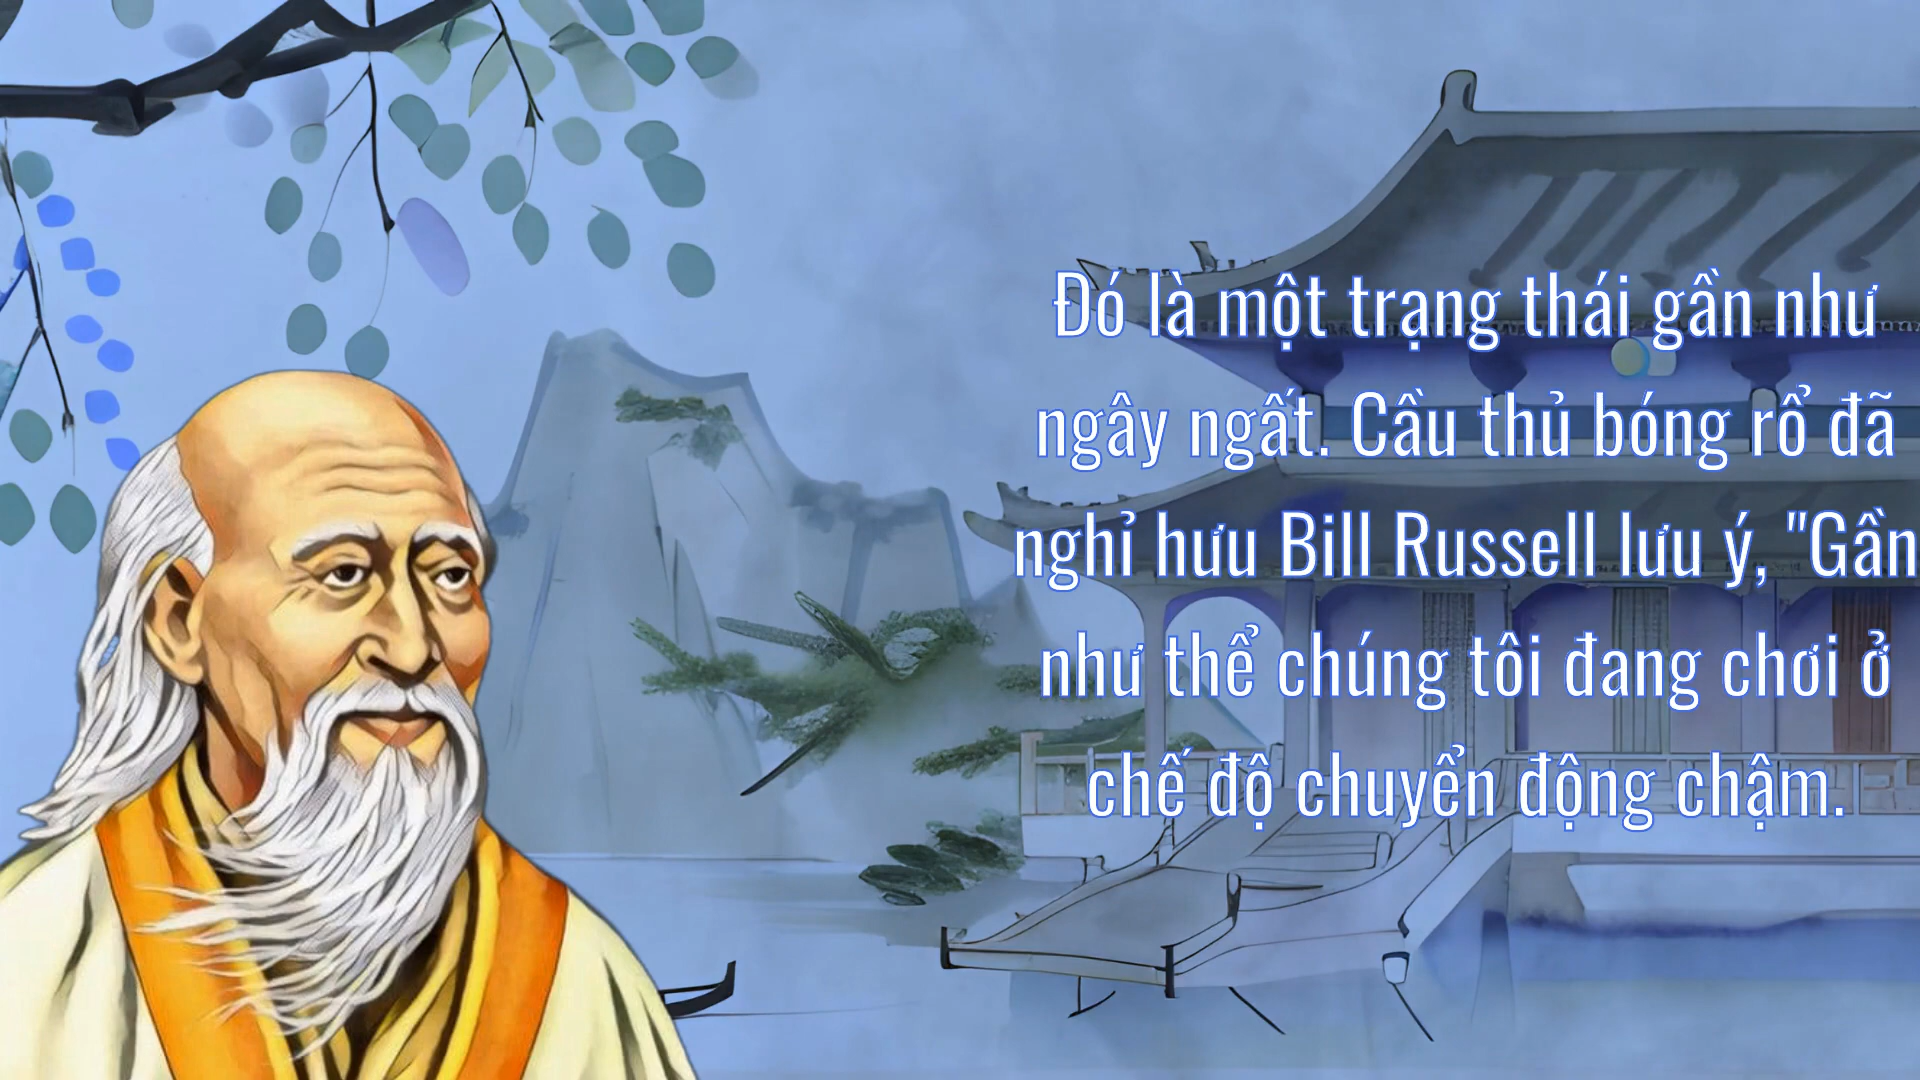 Đó là một trạng thái gần như
ngây ngất. Cầu thủ bóng rổ đã
nghỉ hưu Bill Russell lưu ý, "Gần
như thể chúng tôi đang chơi ở
chế độ chuyển động chậm.